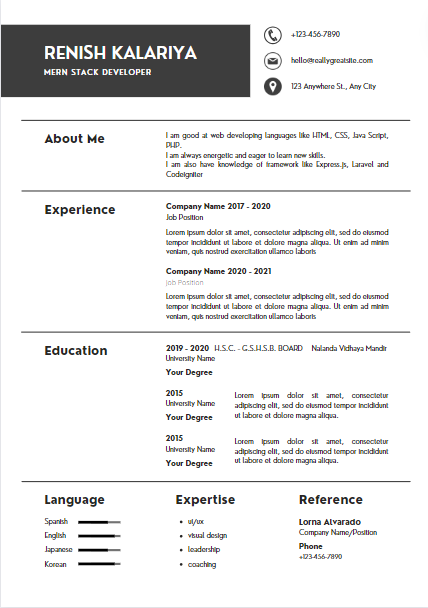 RENISH KALARIYA
MERN STACK DEVELOPER
+123-456-7890
hello@reallygreatsite.com
123 Anywhere St., Any City
About Me
I am good at web developing languages like HTML, CSS, Java Script,
PHP.
I am always energetic and eager to learn new skills.
I am also have knowledge of framework like Express.js, Laravel and
CodeIgniter
Experience
Company Name 2017 - 2020
Job Position
Lorem ipsum dolor sit amet, consectetur adipiscing elit, sed do eiusmod
tempor incididunt ut labore et dolore magna aliqua. Ut enim ad minim
veniam, quis nostrud exercitation ullamco laboris
Company Name 2020 - 2021
Job Position
Lorem ipsum dolor sit amet, consectetur adipiscing elit, sed do eiusmod
tempor incididunt ut labore et dolore magna aliqua. Ut enim ad minim
veniam, quis nostrud exercitation ullamco laboris
Education
2019 - 2020 H.S.C. - G.S.H.S.B. BOARD Nalanda Vidhaya Mandir
University Name
Your Degree
2015
University Name
Your Degree
Lorem ipsum dolor sit amet, consectetur
adipiscing elit, sed do eiusmod tempor incididunt
ut labore et dolore magna aliqua.
2015
University Name
Your Degree
Lorem ipsum dolor sit amet, consectetur
adipiscing elit, sed do eiusmod tempor incididunt
ut labore et dolore magna aliqua.
Language
Spanish
English
Japanese
Korean
Expertise
• ui/ux
• visual design
• leadership
• coaching
Reference
Lorna Alvarado
Company Name/Position
Phone
+123-456-7890